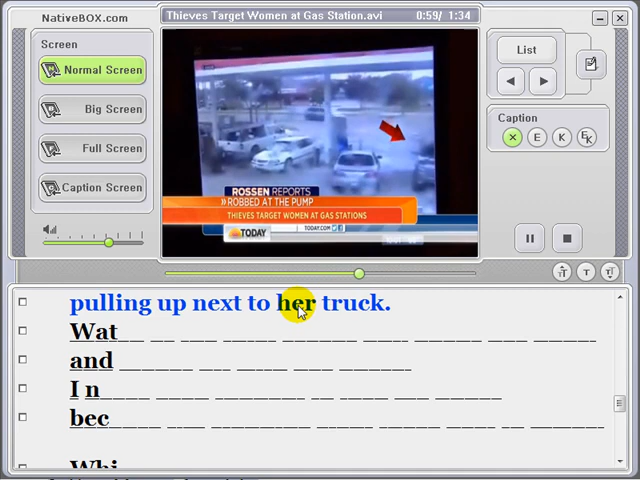 NativeBOX.com
Thieves Target Women at Gas Station.avi
0:59/ 1:34
Screen
Normal Screen
Big Screen
Full Screen
Caption Screen
List
Caption
X E K EK
ROSSEN REPORTS
»ROBBED AT THE PUMP
THIEVES TARGET WOMEN AT GAS STATIONS
TODAY
TODAY.COM
T T T
pulling up next to her truck.
Wat
and
I n
bec
Whi